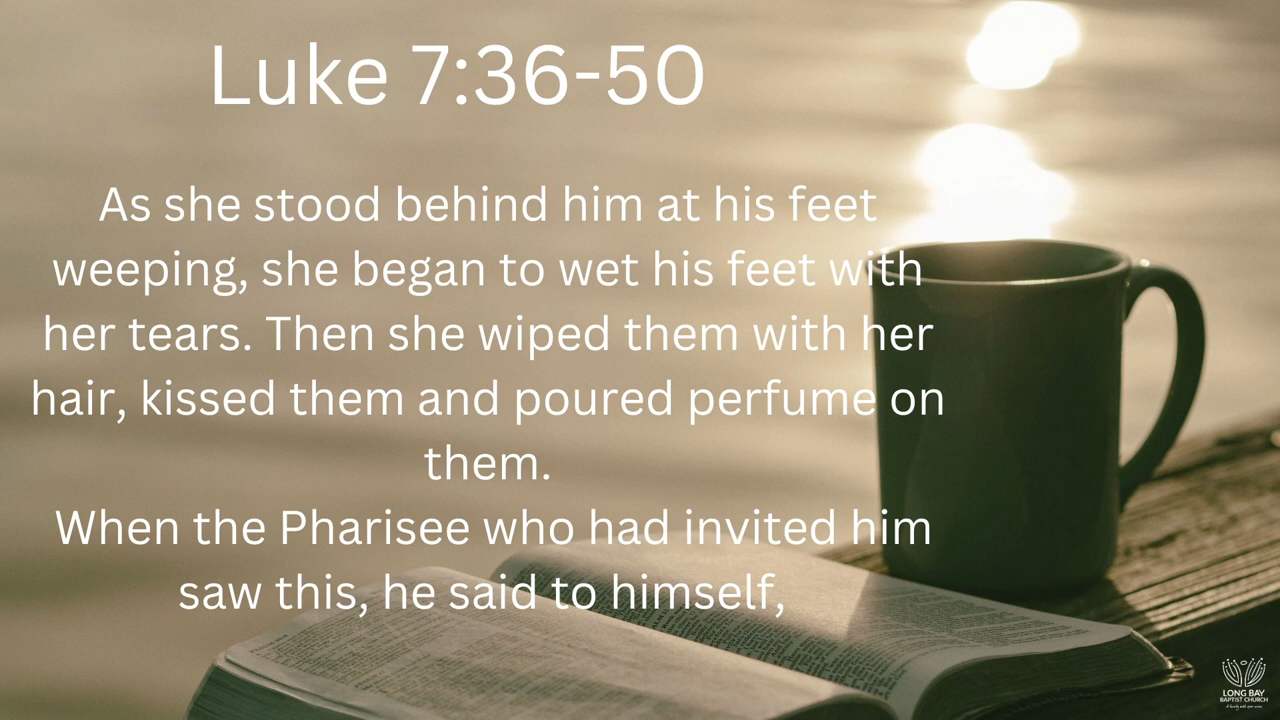 Luke 7:36-50
As she stood behind him at his feet
weeping, she began to wet his feet with
her tears. Then she wiped them with her
hair, kissed them and poured perfume on
them.
When the Pharisee who had invited him
saw this, he said to himself,
LONG BAY
BAPTIST CHURCH